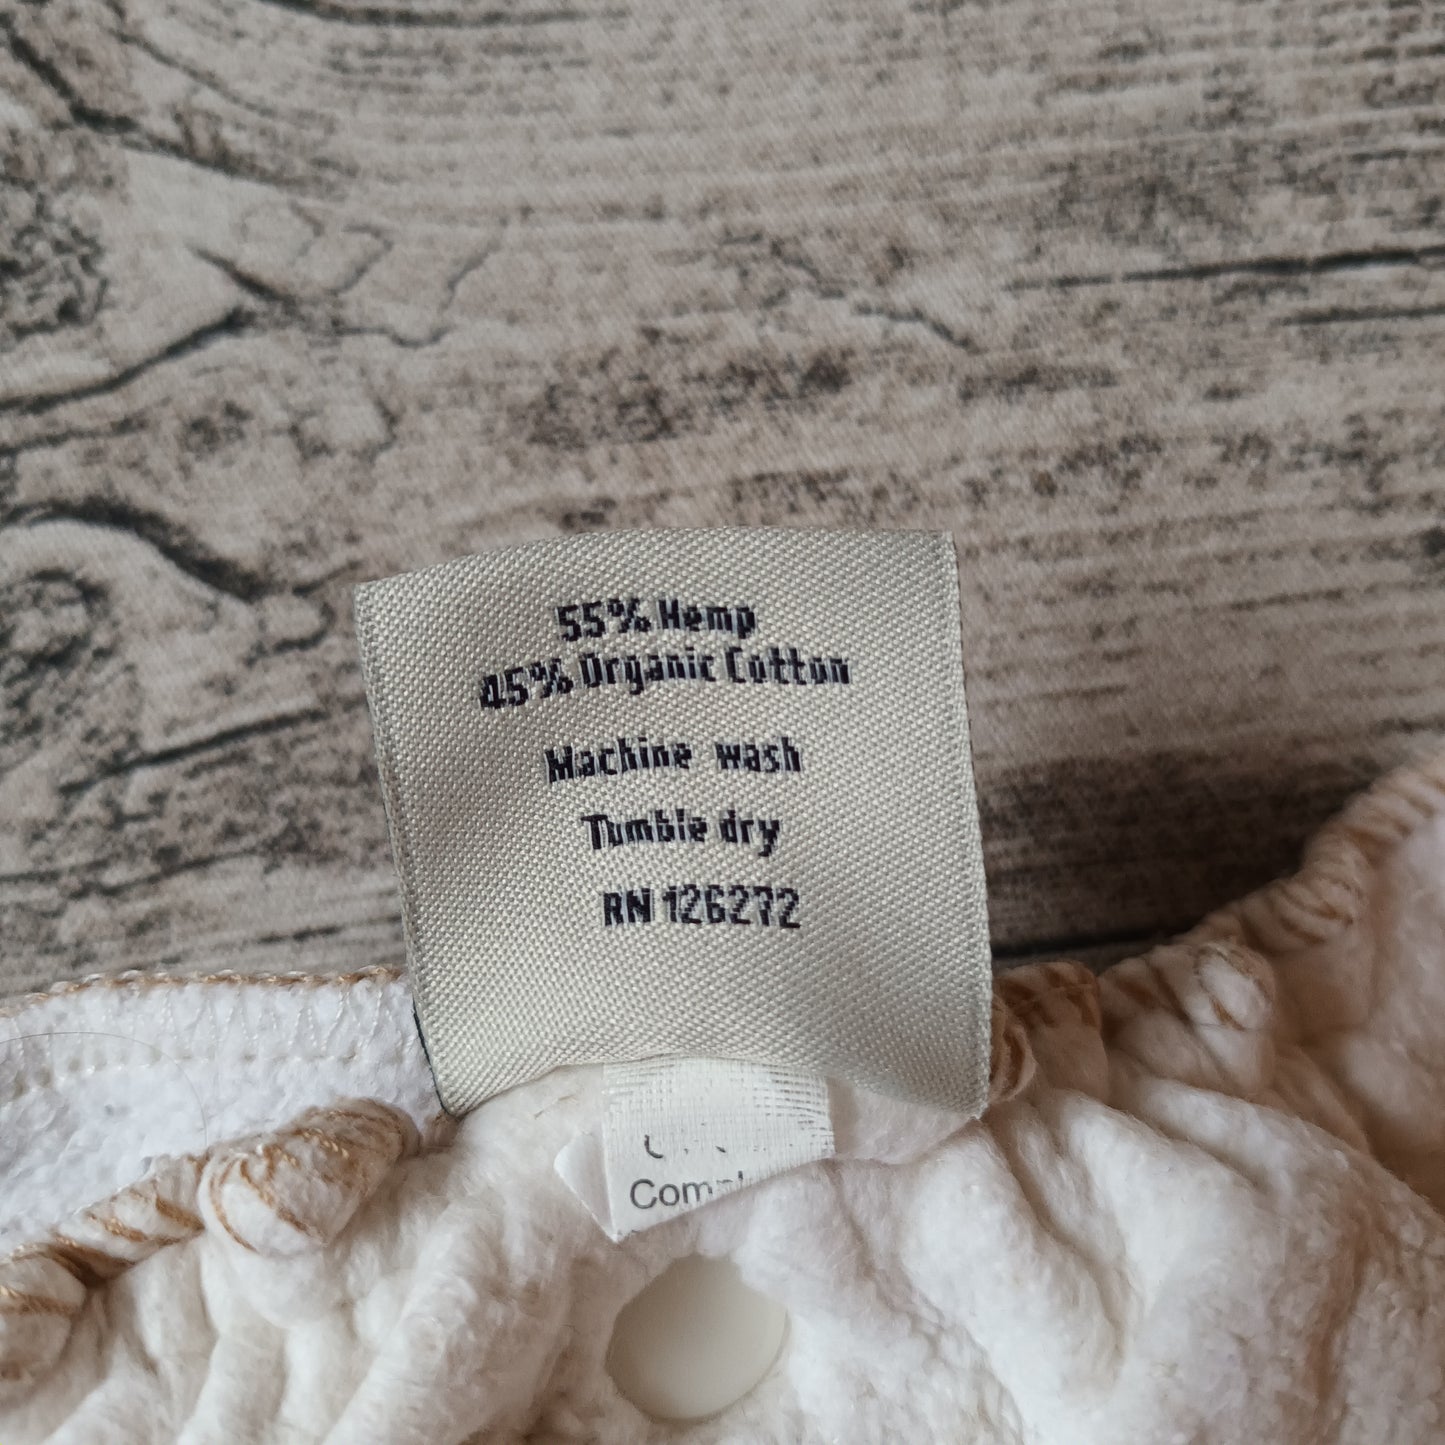 55% Hemp
45% Organic Cotton
Machine wash
Tumble dry
RN 126272